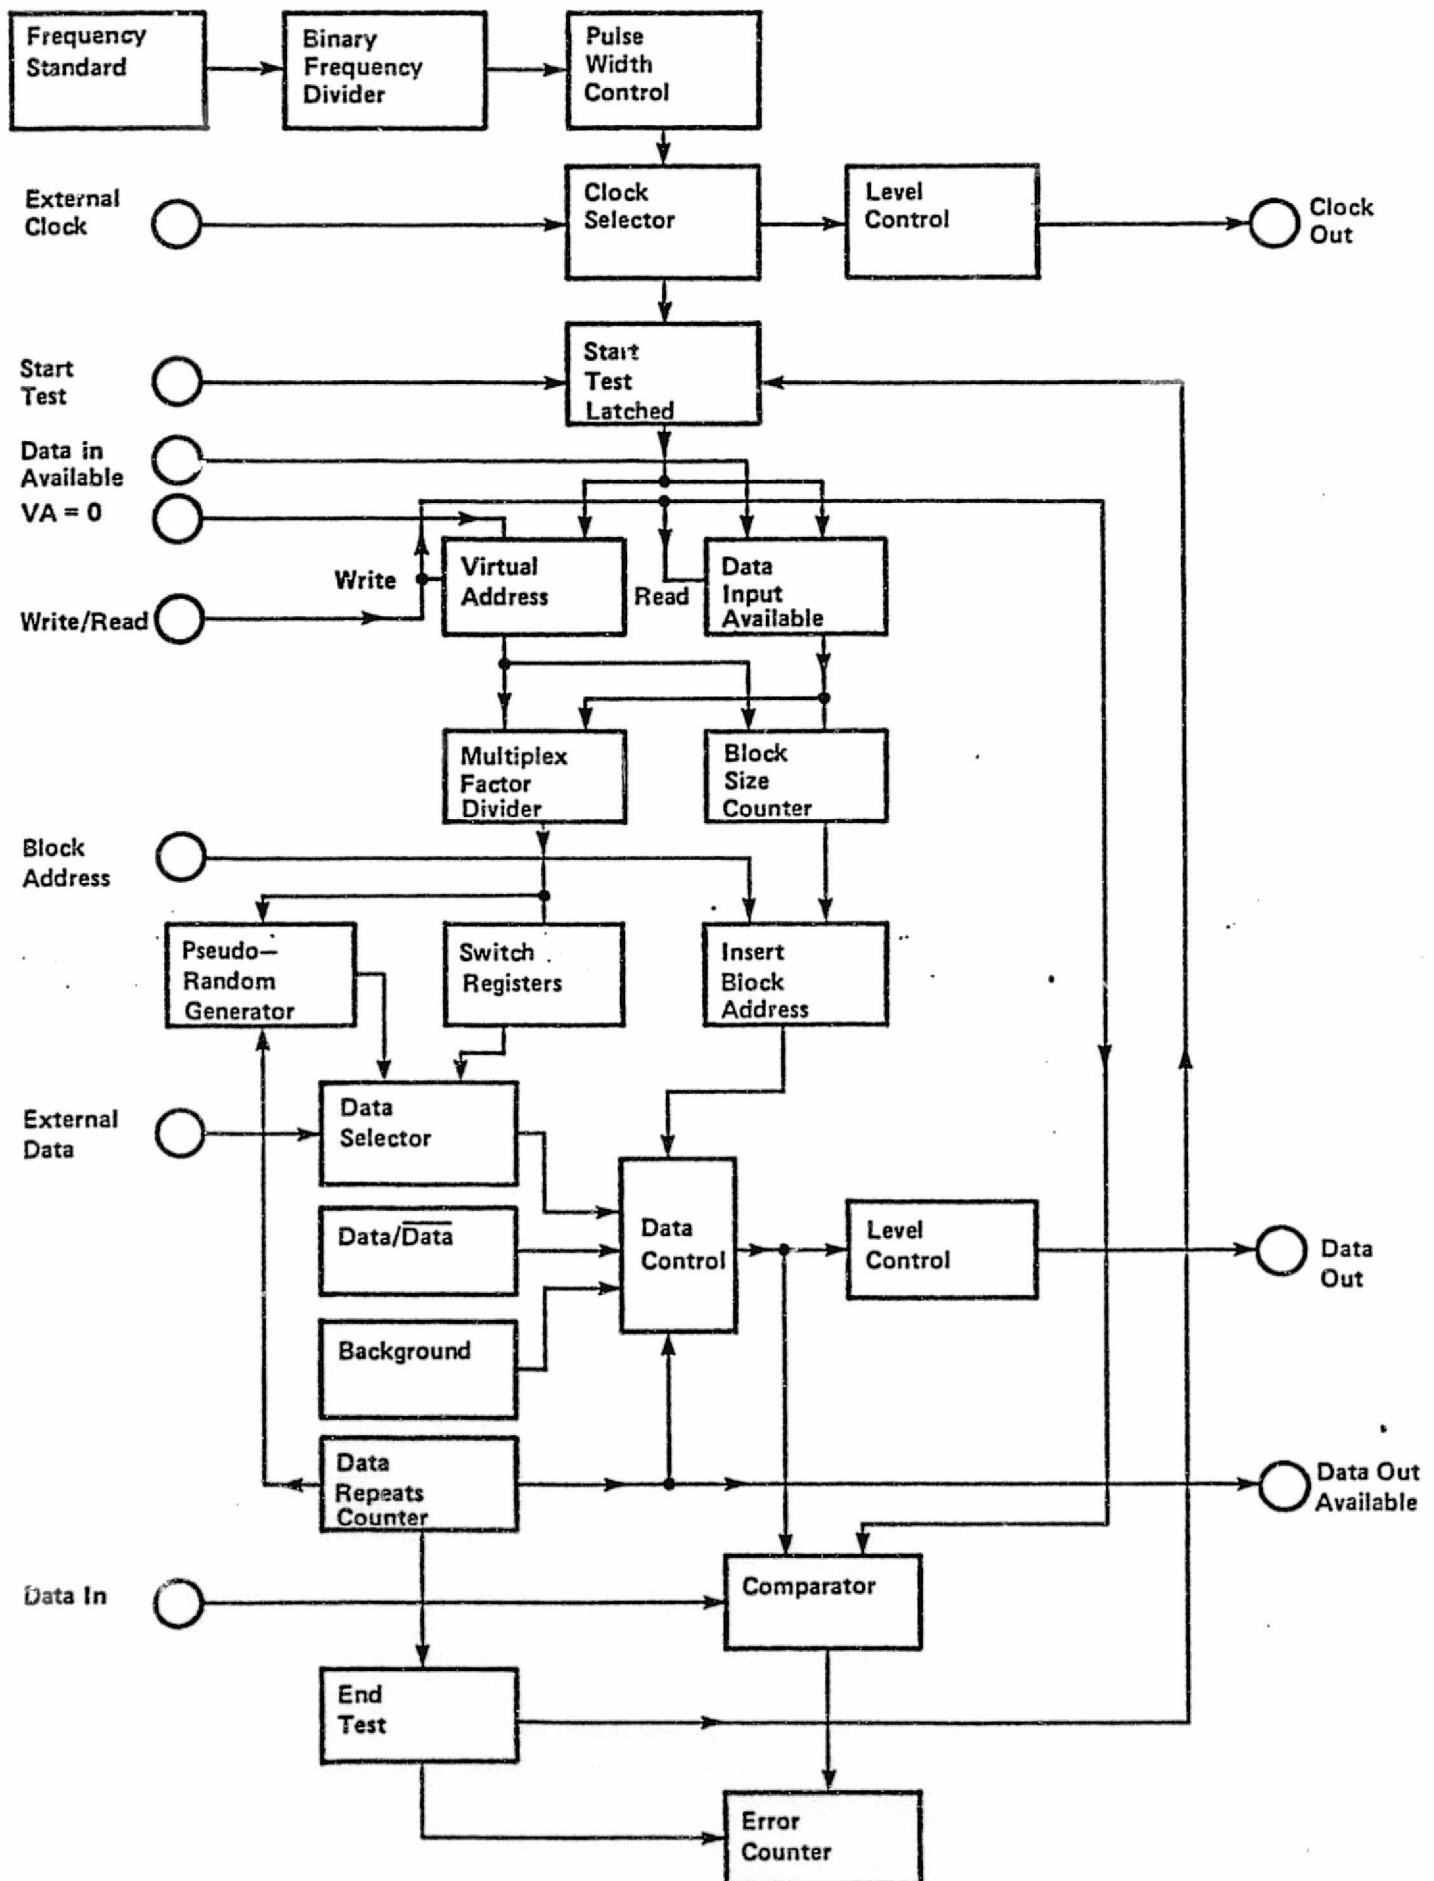 Frequency
Standard
Binary
Frequency
Divider
Pulse
Width
Control
External
Clock
Clock
Selector
Level
Control
Clock
Out
Start
Test
Start
Test
Latched
Data in
Available
VA = 0
Write
Virtual
Address
Read
Data
Input
Available
Write/Read
Multiplex
Factor
Divider
Block
Size
Counter
Block
Address
Pseudo—
Random
Generator
Switch
Registers
Insert
Block
Address
External
Data
Data
Selector
Data/D̅a̅t̅a̅
Data
Control
Level
Control
Data
Out
Background
Data
Repeats
Counter
Data Out
Available
Data In
Comparator
End
Test
Error
Counter